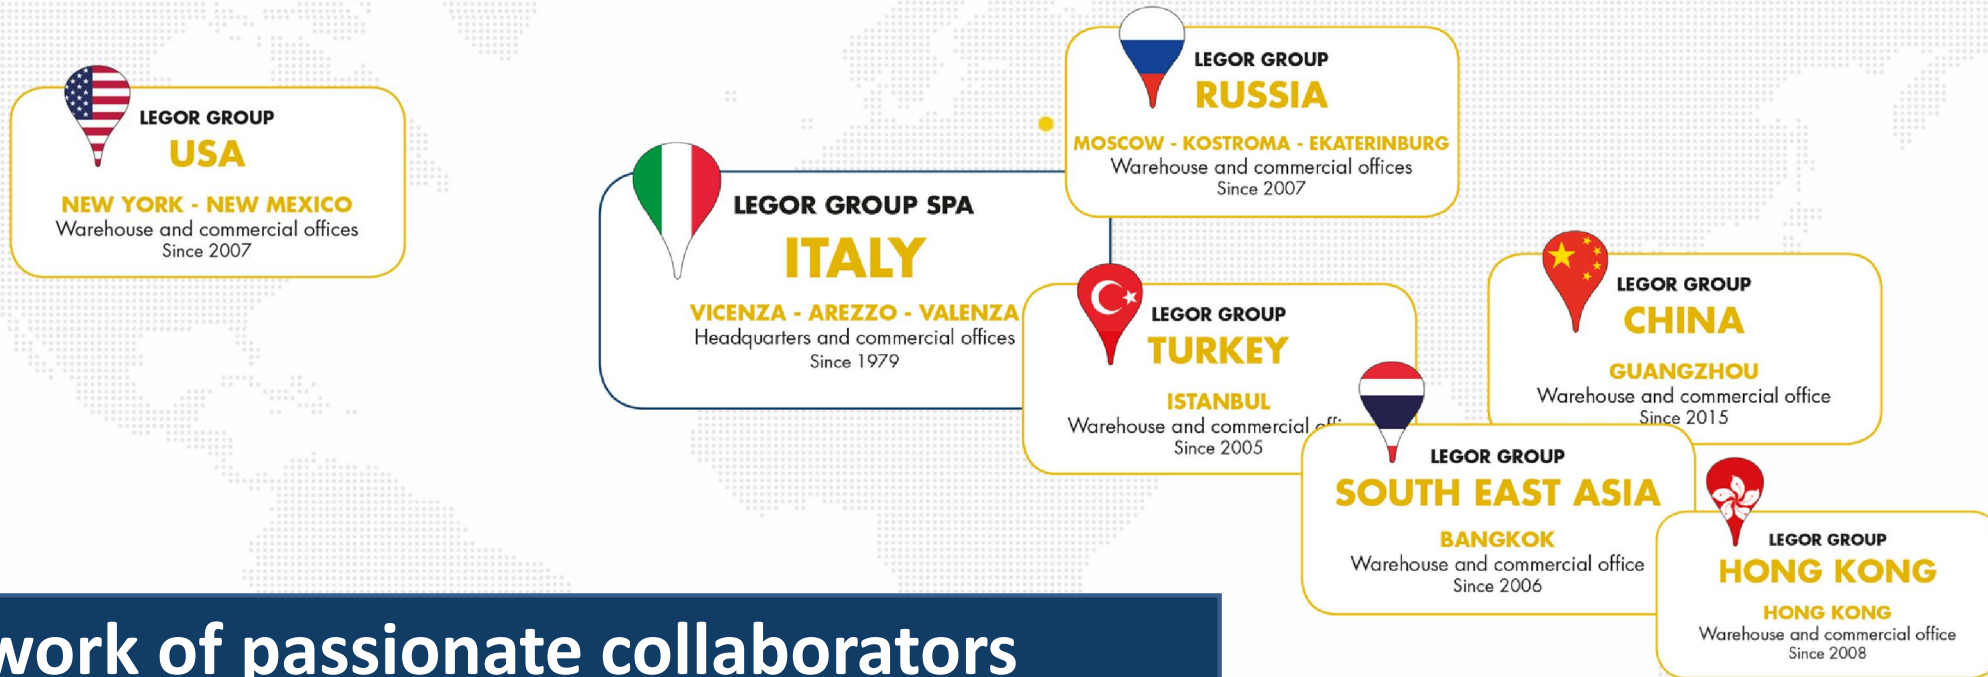 LEGOR GROUP
USA
NEW YORK - NEW MEXICO
Warehouse and commercial offices
Since 2007
LEGOR GROUP SPA
ITALY
VICENZA - AREZZO - VALENZA
Headquarters and commercial offices
Since 1979
LEGOR GROUP
RUSSIA
MOSCOW - KOSTROMA - EKATERINBURG
Warehouse and commercial offices
Since 2007
LEGOR GROUP
TURKEY
ISTANBUL
Warehouse and commercial
Since 2005
LEGOR GROUP
CHINA
GUANGZHOU
Warehouse and commercial office
Since 2015
LEGOR GROUP
SOUTH EAST ASIA
BANGKOK
Warehouse and commercial office
Since 2006
LEGOR GROUP
HONG KONG
HONG KONG
Warehouse and commercial office
Since 2008
work of passionate collaborators